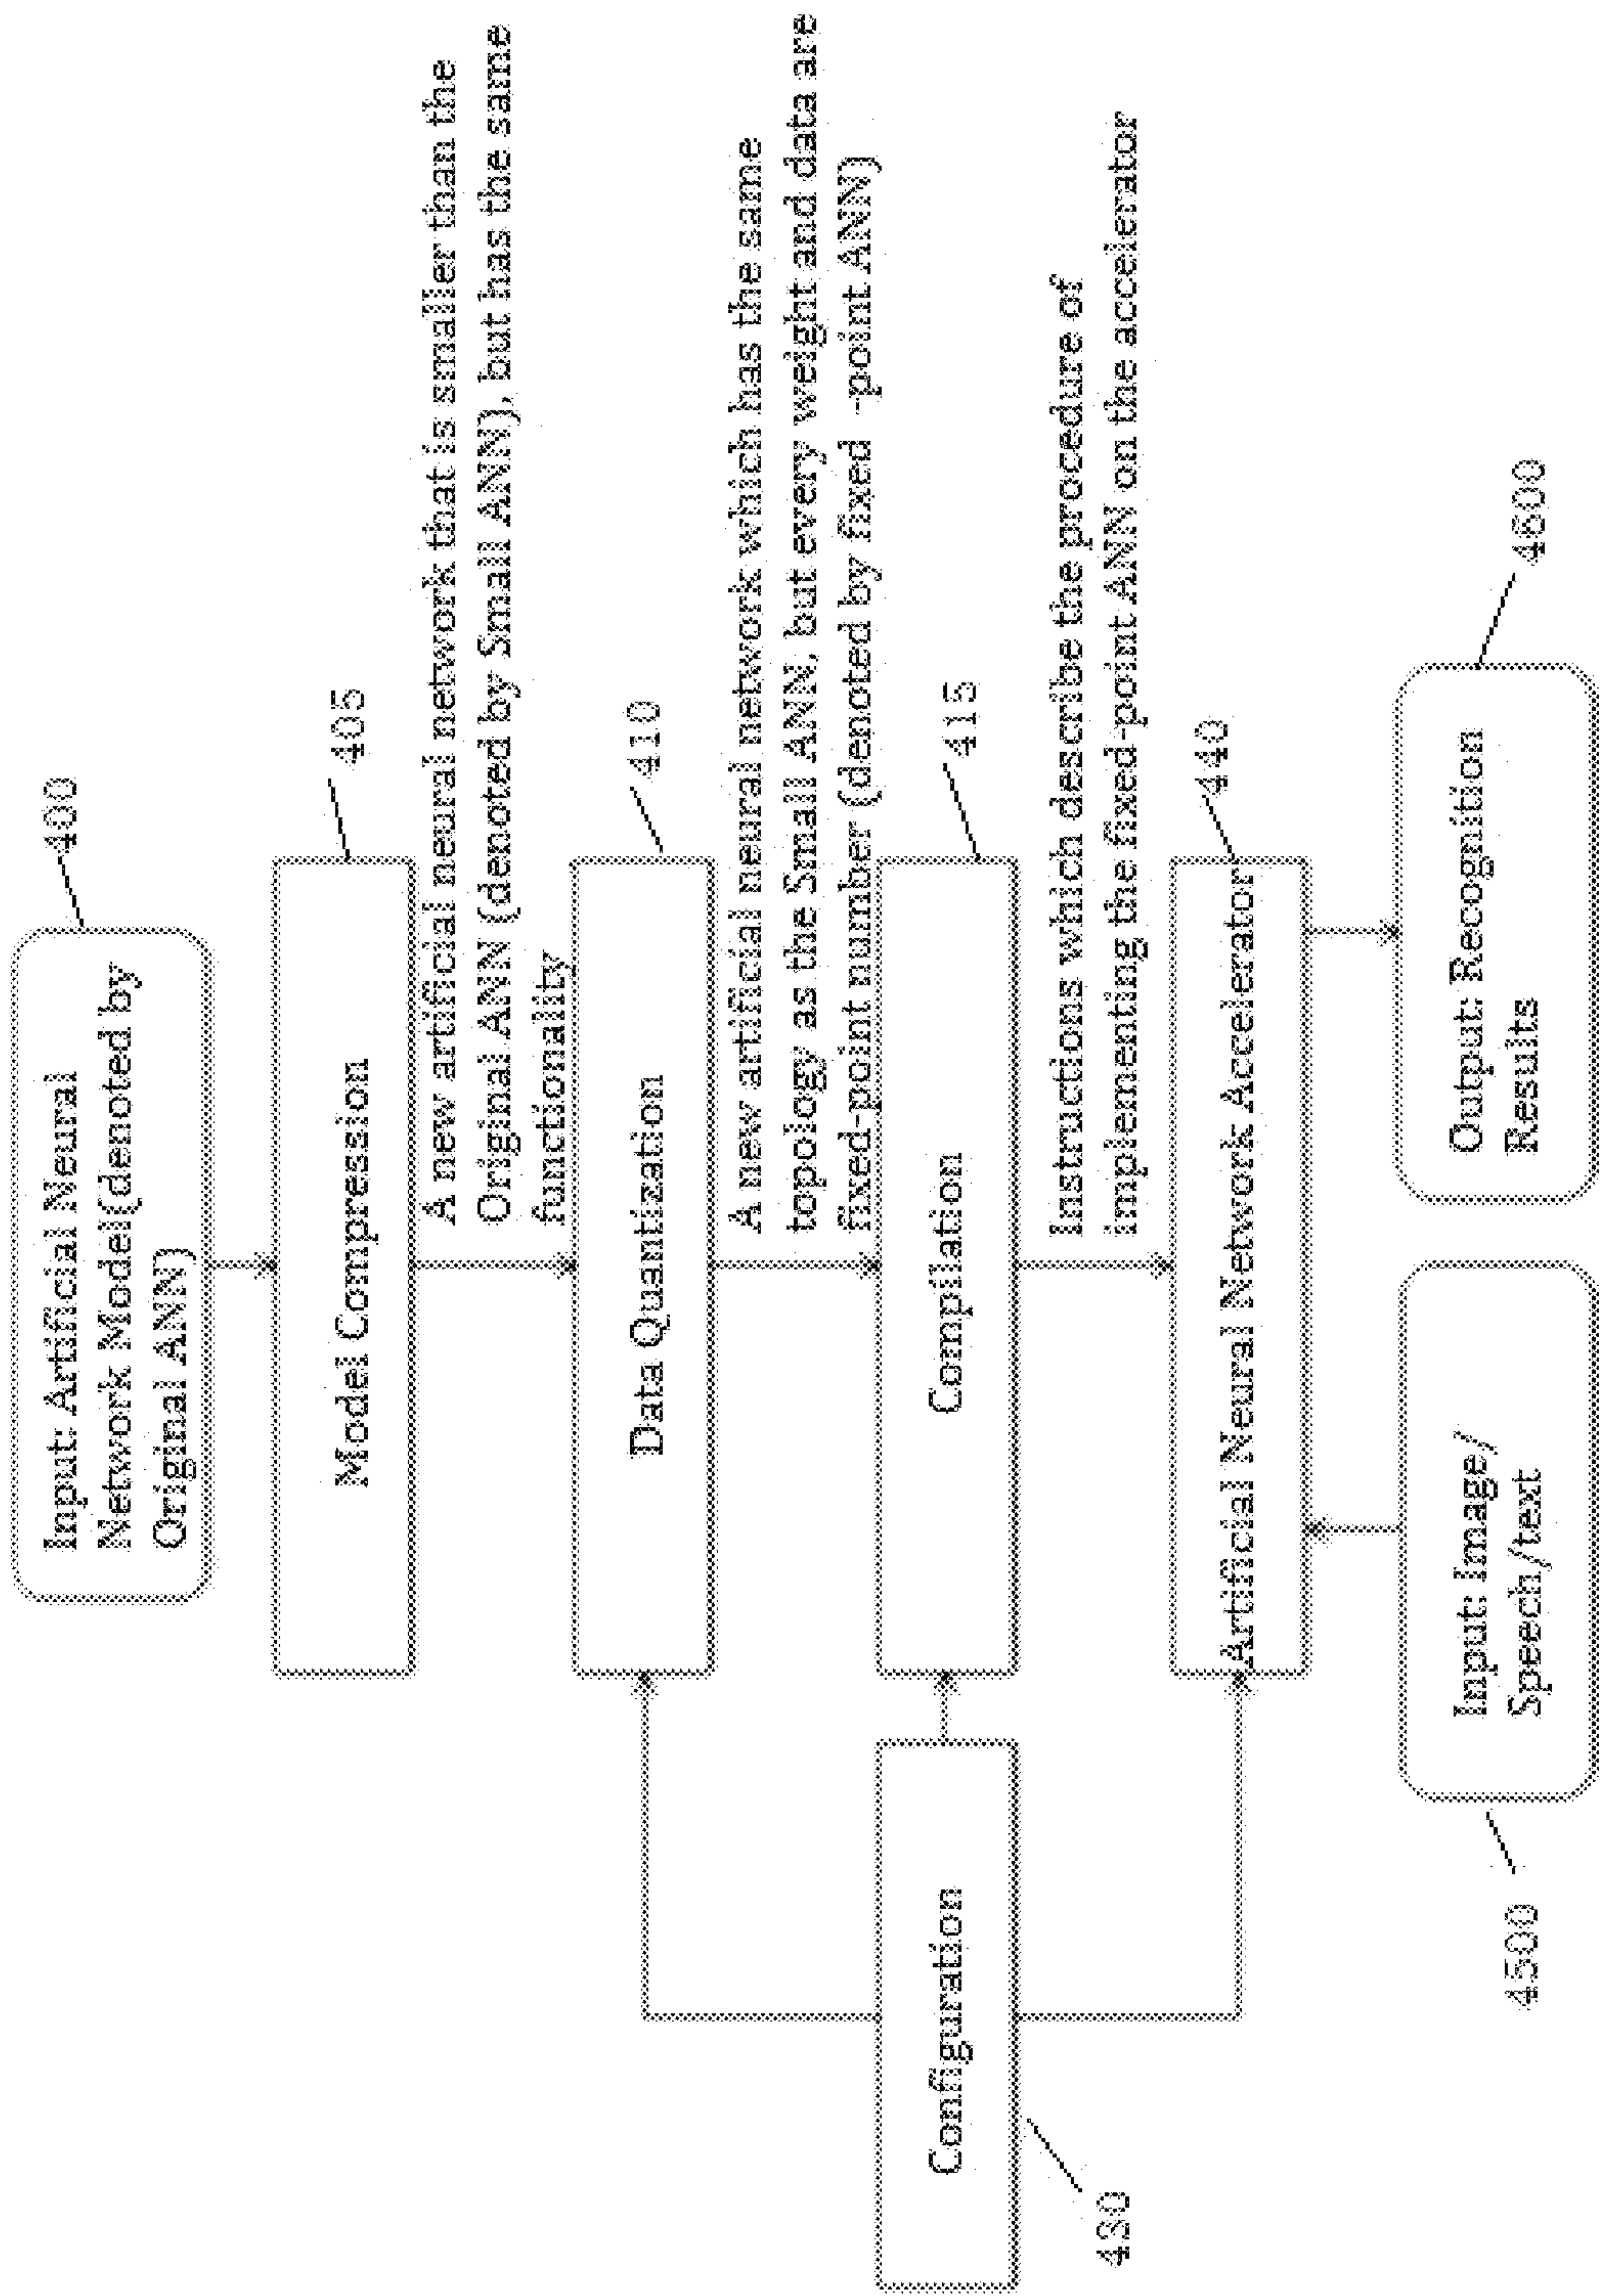 400
Input: Artificial Neural
Network Model(denoted by
Original ANN)
405
Model Compression
A new artificial neural network that is smaller than the
Original ANN (denoted by Small ANN), but has the same
functionality
410
Data Quantization
A new artificial neural network which has the same
topology as the Small ANN, but every weight and data are
fixed-point number (denoted by fixed -point ANN)
415
Configuration
Compilation
430
Instructions which describe the procedure of
implementing the fixed-point ANN on the accelerator
440
Artificial Neural Network Accelerator
4500
Input: Image/
Speech/text
Output: Recognition
Results
4600